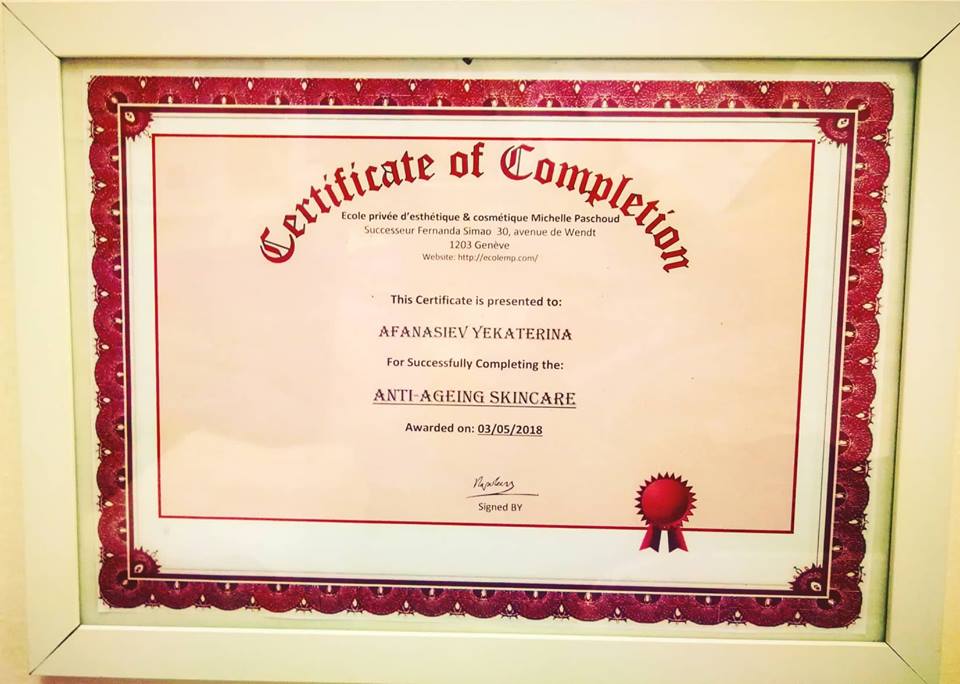 Certificate of Completion
Ecole privée d'esthétique & cosmétique Michelle Paschoud
Successeur Fernanda Simao 30, avenue de Wendt
1203 Genève
Website: http://ecolemp.com/
This Certificate is presented to:
AFANASIEV YEKATERINA
For Successfully Completing the:
ANTI-AGEING SKINCARE
Awarded on: 03/05/2018
Signed BY